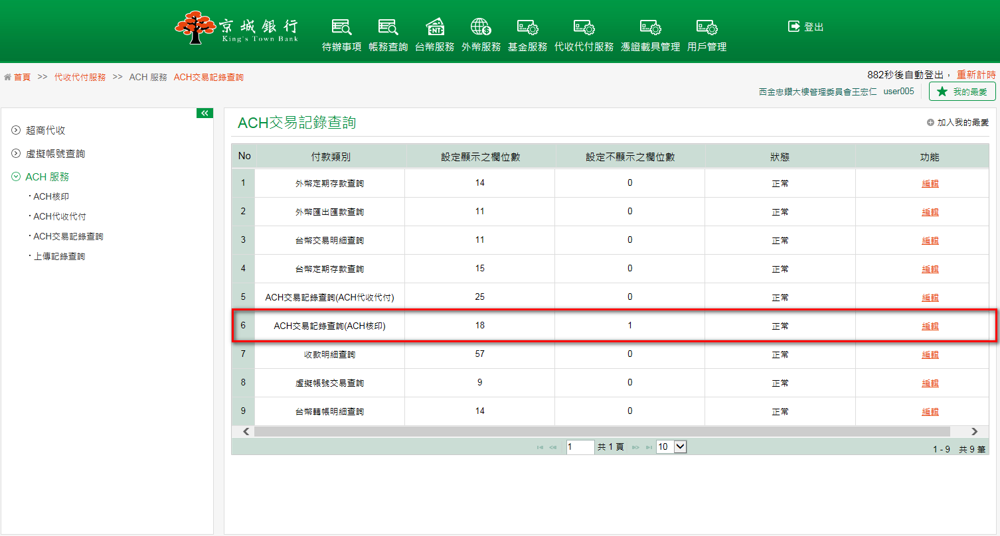 京城銀行
King's Town Bank
待辦事項 帳務查詢 台幣服務 外幣服務 基金服務 代收代付服務 憑證載具管理 用戶管理
登出
首頁 >> 代收代付服務 >> ACH 服務 ACH交易記錄查詢
882秒後自動登出， 重新計時
西金忠鑽大樓管理委員會王宏仁 user005 我的最愛
超商代收
虛擬帳號查詢
ACH 服務
‧ACH核印
‧ACH代收代付
‧ACH交易記錄查詢
‧上傳記錄查詢
ACH交易記錄查詢
加入我的最愛
No 付款類別 設定顯示之欄位數 設定不顯示之欄位數 狀態 功能
1 外幣定期存款查詢 14 0 正常 編輯
2 外幣匯出匯款查詢 11 0 正常 編輯
3 台幣交易明細查詢 11 0 正常 編輯
4 台幣定期存款查詢 15 0 正常 編輯
5 ACH交易記錄查詢(ACH代收代付) 25 0 正常 編輯
6 ACH交易記錄查詢(ACH核印) 18 1 正常 編輯
7 收款明細查詢 57 0 正常 編輯
8 虛擬帳號交易查詢 9 0 正常 編輯
9 台幣轉帳明細查詢 14 0 正常 編輯
1 共 1 頁 10
1 - 9 共 9 筆